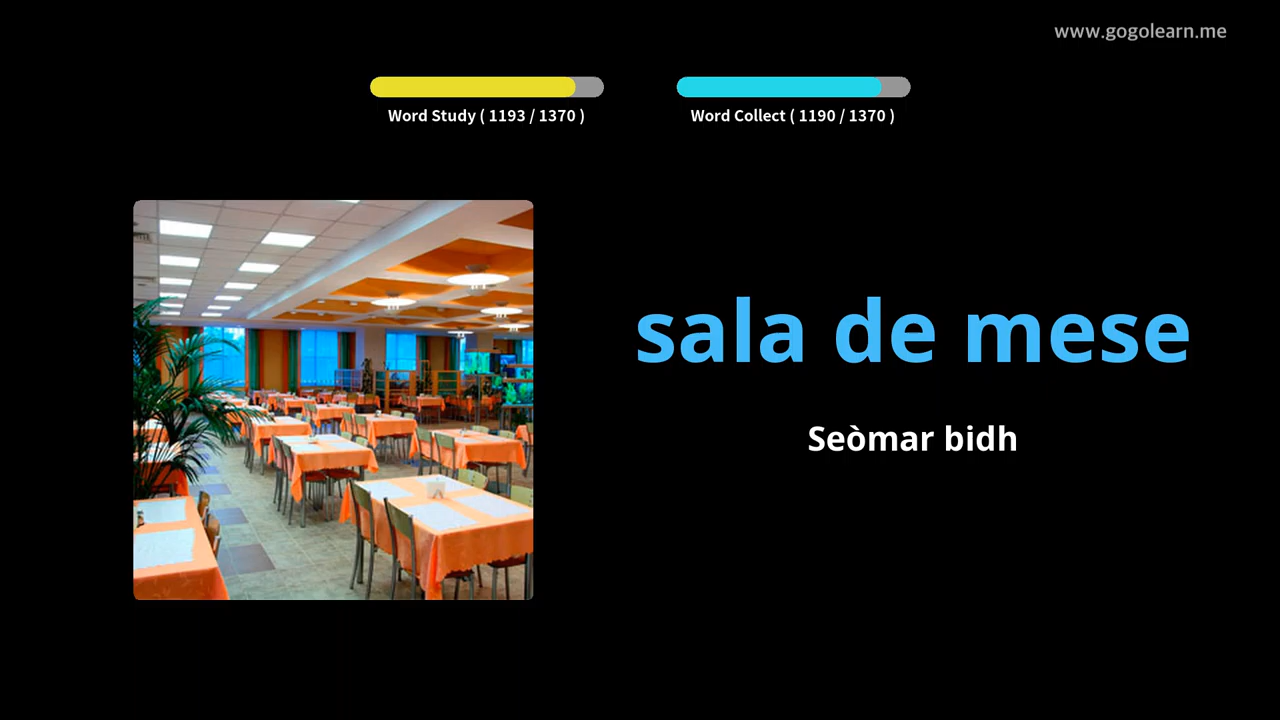 www.gogolearn.me
Word Study ( 1193 / 1370 )
Word Collect ( 1190 / 1370 )
sala de mese
Seòmar bidh